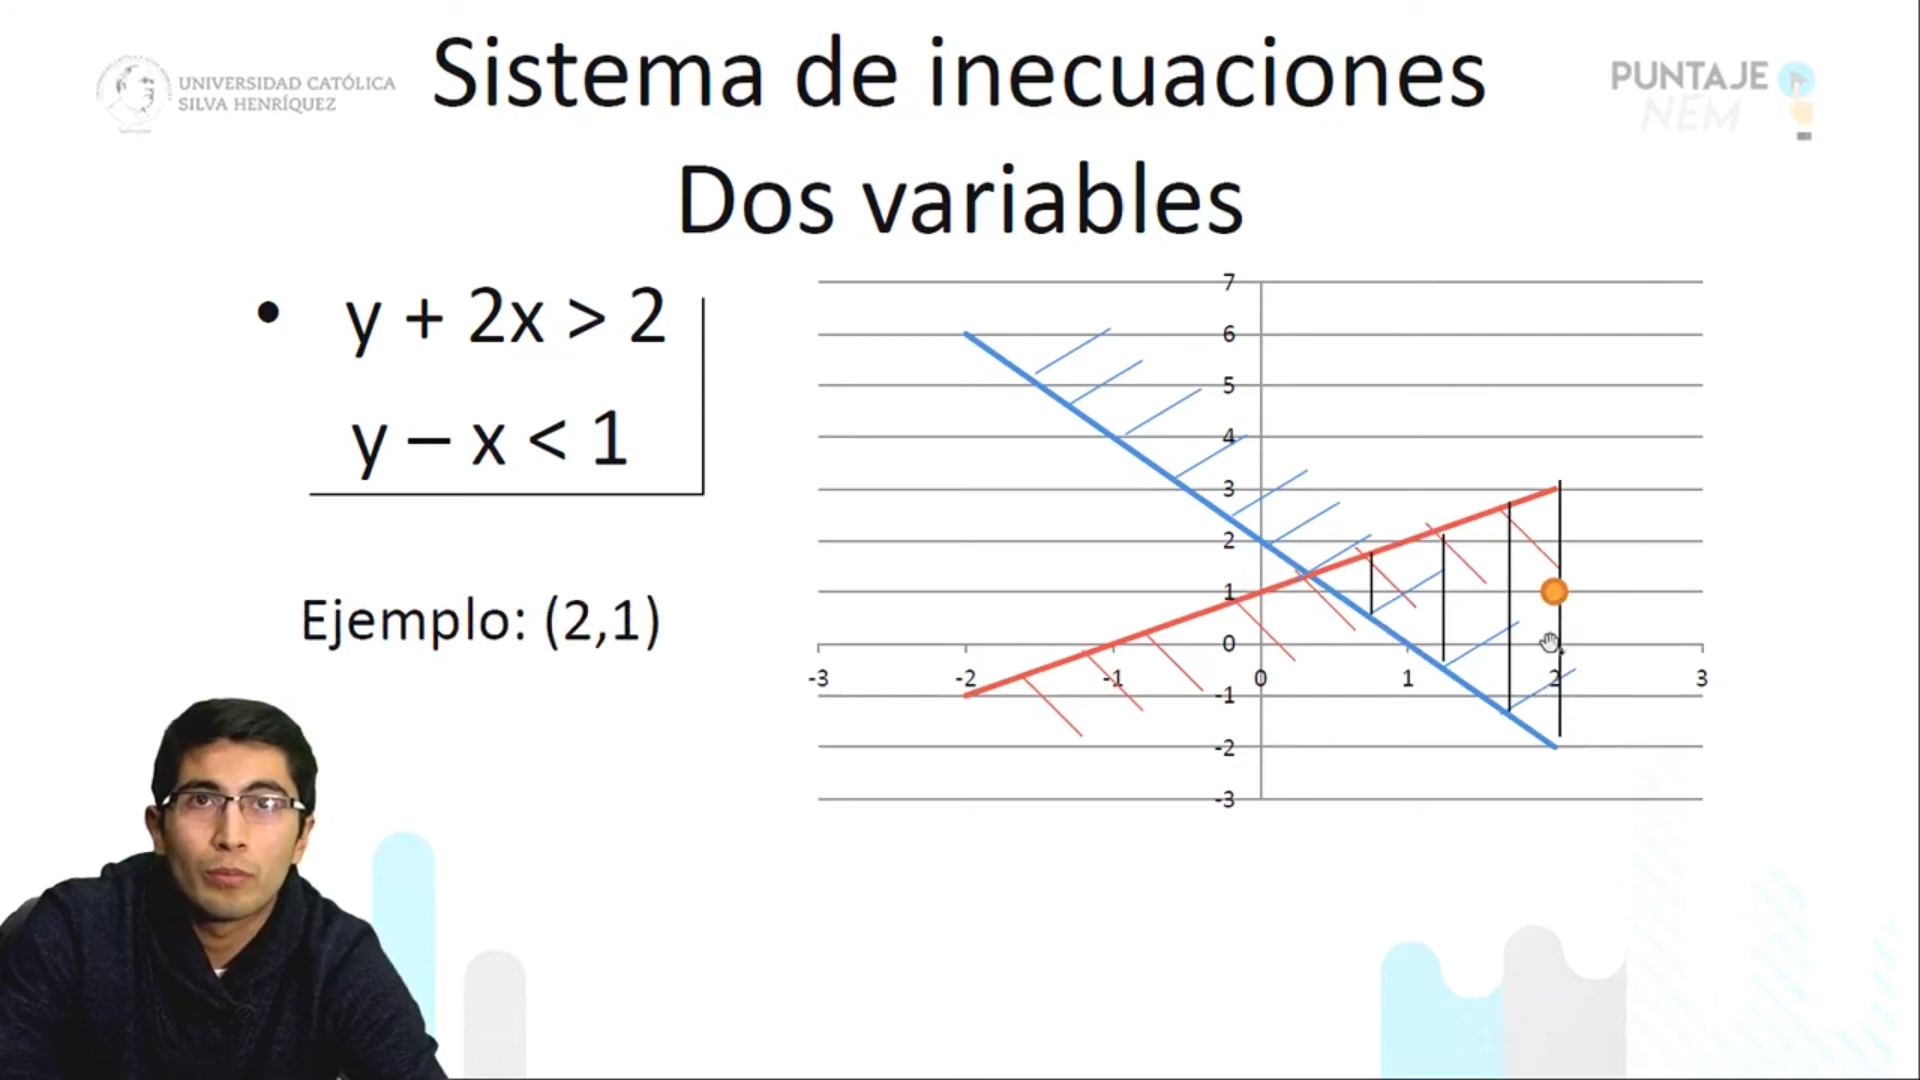 UNIVERSIDAD CATÓLICA
SILVA HENRÍQUEZ
Sistema de inecuaciones
Dos variables
PUNTAJE
NEM
• y + 2x > 2
y – x < 1
Ejemplo: (2,1)
7
6
5
4
3
2
1
0
-3 -2 -1 0 1 2 3
-1
-2
-3